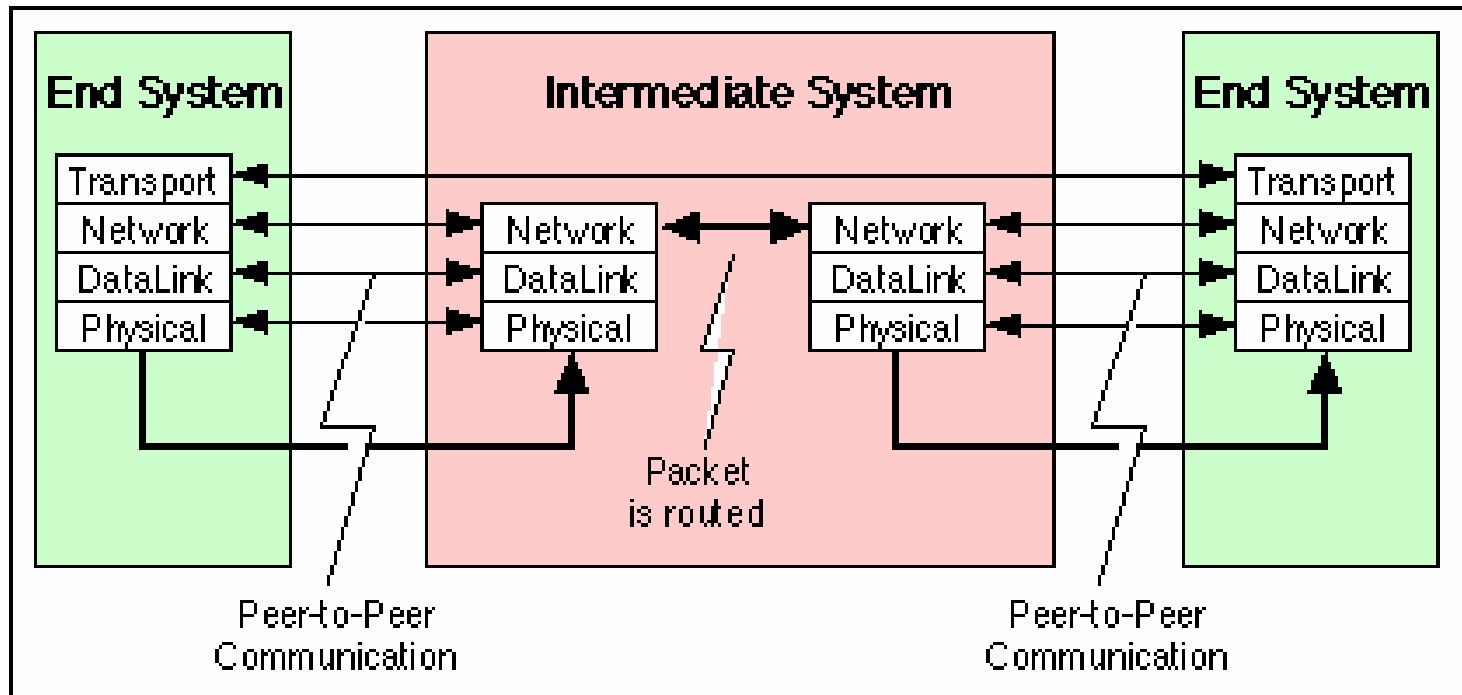 End System
Intermediate System
End System
Transport
Network
DataLink
Physical
Network
DataLink
Physical
Network
DataLink
Physical
Transport
Network
DataLink
Physical
Packet
is routed
Peer-to-Peer
Communication
Peer-to-Peer
Communication